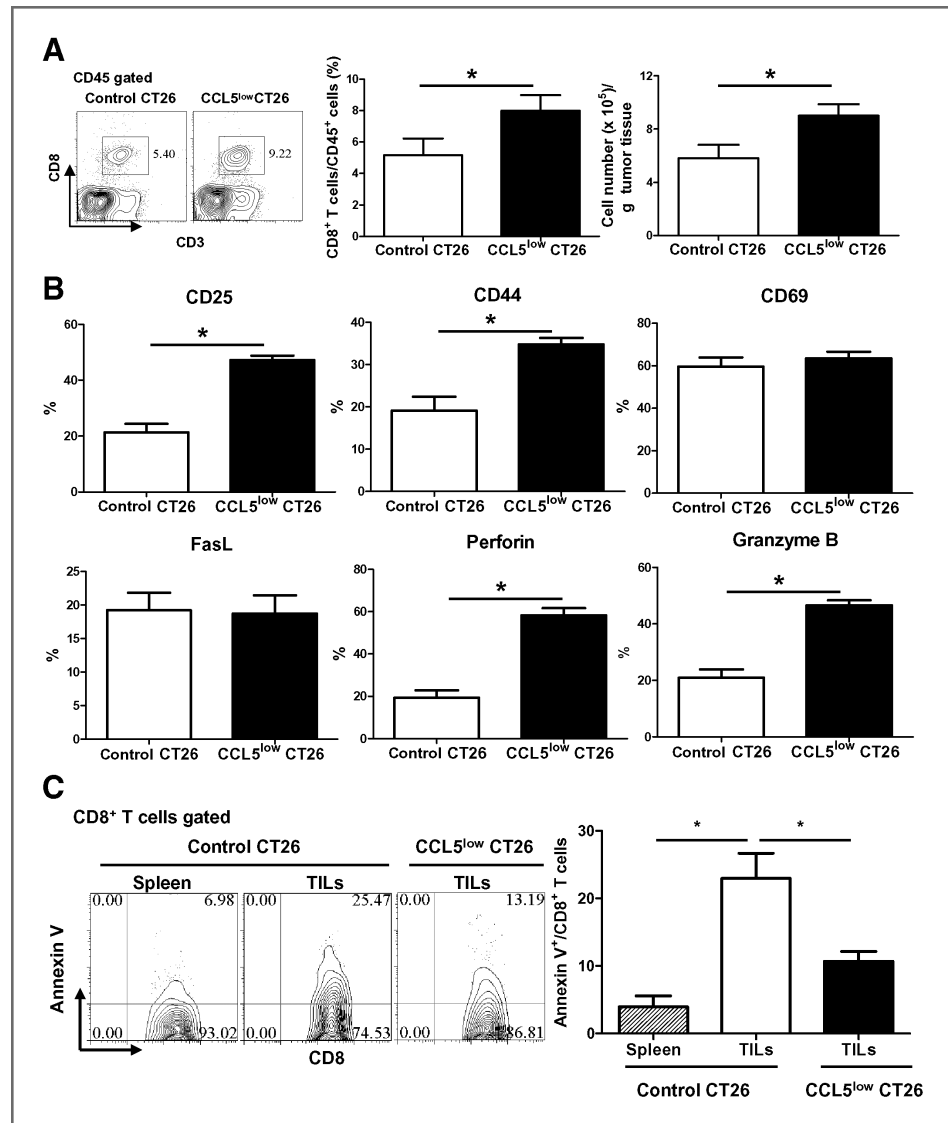 A
CD45 gated
Control CT26
CCL5low CT26
5.40
9.22
CD8
CD3
CD8+ T cells/CD45+ cells (%)
10
8
6
4
2
0
*
Control CT26
CCL5low CT26
Cell number (x 105)/
g tumor tissue
12
9
6
4
0
*
Control CT26
CCL5low CT26
B
CD25
%
60
40
20
0
*
Control CT26
CCL5low CT26
CD44
%
40
30
20
10
0
*
Control CT26
CCL5low CT26
CD69
%
80
60
40
20
0
Control CT26
CCL5low CT26
FasL
%
25
20
15
10
5
0
Control CT26
CCL5low CT26
Perforin
%
80
60
40
20
0
*
Control CT26
CCL5low CT26
Granzyme B
%
60
40
20
0
*
Control CT26
CCL5low CT26
C
CD8+ T cells gated
Control CT26
CCL5low CT26
Spleen
TILs
TILs
0.00 6.98
0.00 93.02
0.00 25.47
0.00 74.53
0.00 13.19
0.00 86.81
Annexin V
CD8
Annexin V+/CD8+ T cells
30
20
10
0
* *
Spleen
TILs
TILs
Control CT26
CCL5low CT26